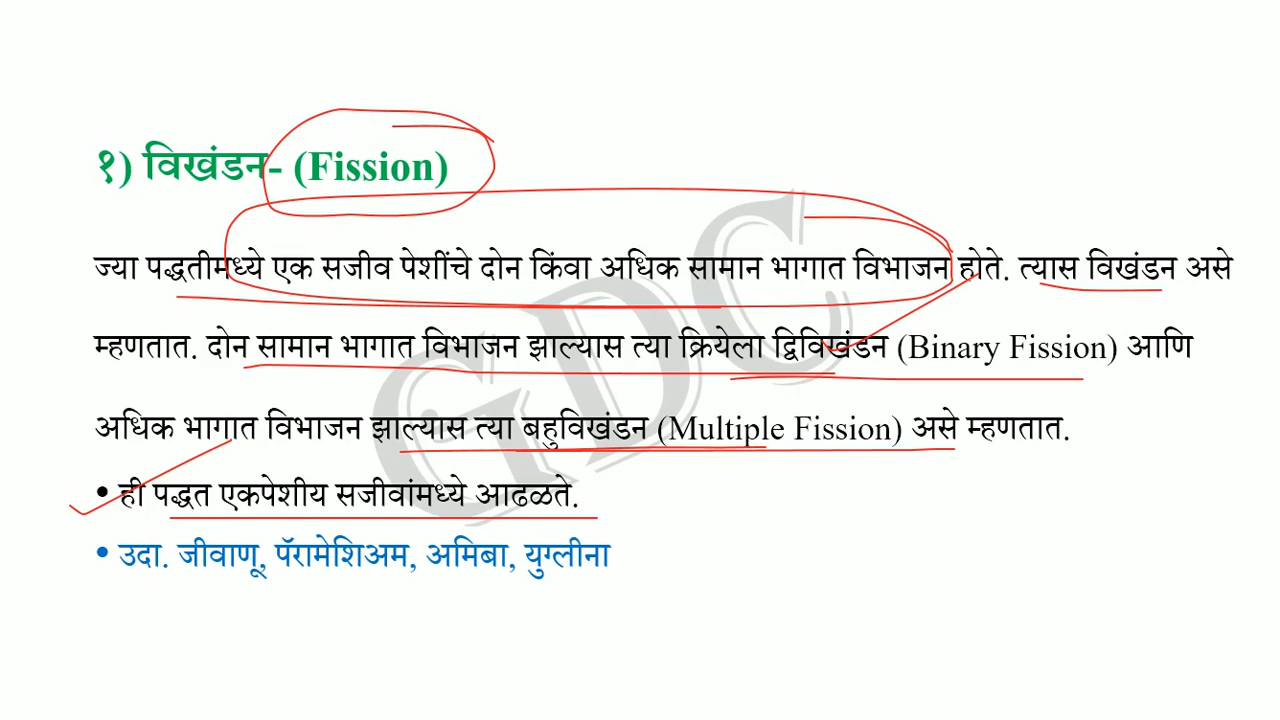 १) विखंडन- (Fission)
ज्या पद्धतीमध्ये एक सजीव पेशींचे दोन किंवा अधिक सामान भागात विभाजन होते. त्यास विखंडन असे
म्हणतात. दोन सामान भागात विभाजन झाल्यास त्या क्रियेला द्विविखंडन (Binary Fission) आणि
अधिक भागात विभाजन झाल्यास त्या बहुविखंडन (Multiple Fission) असे म्हणतात.
• ही पद्धत एकपेशीय सजीवांमध्ये आढळते.
• उदा. जीवाणू, पॅरामेशिअम, अमिबा, युग्लीना
GDC